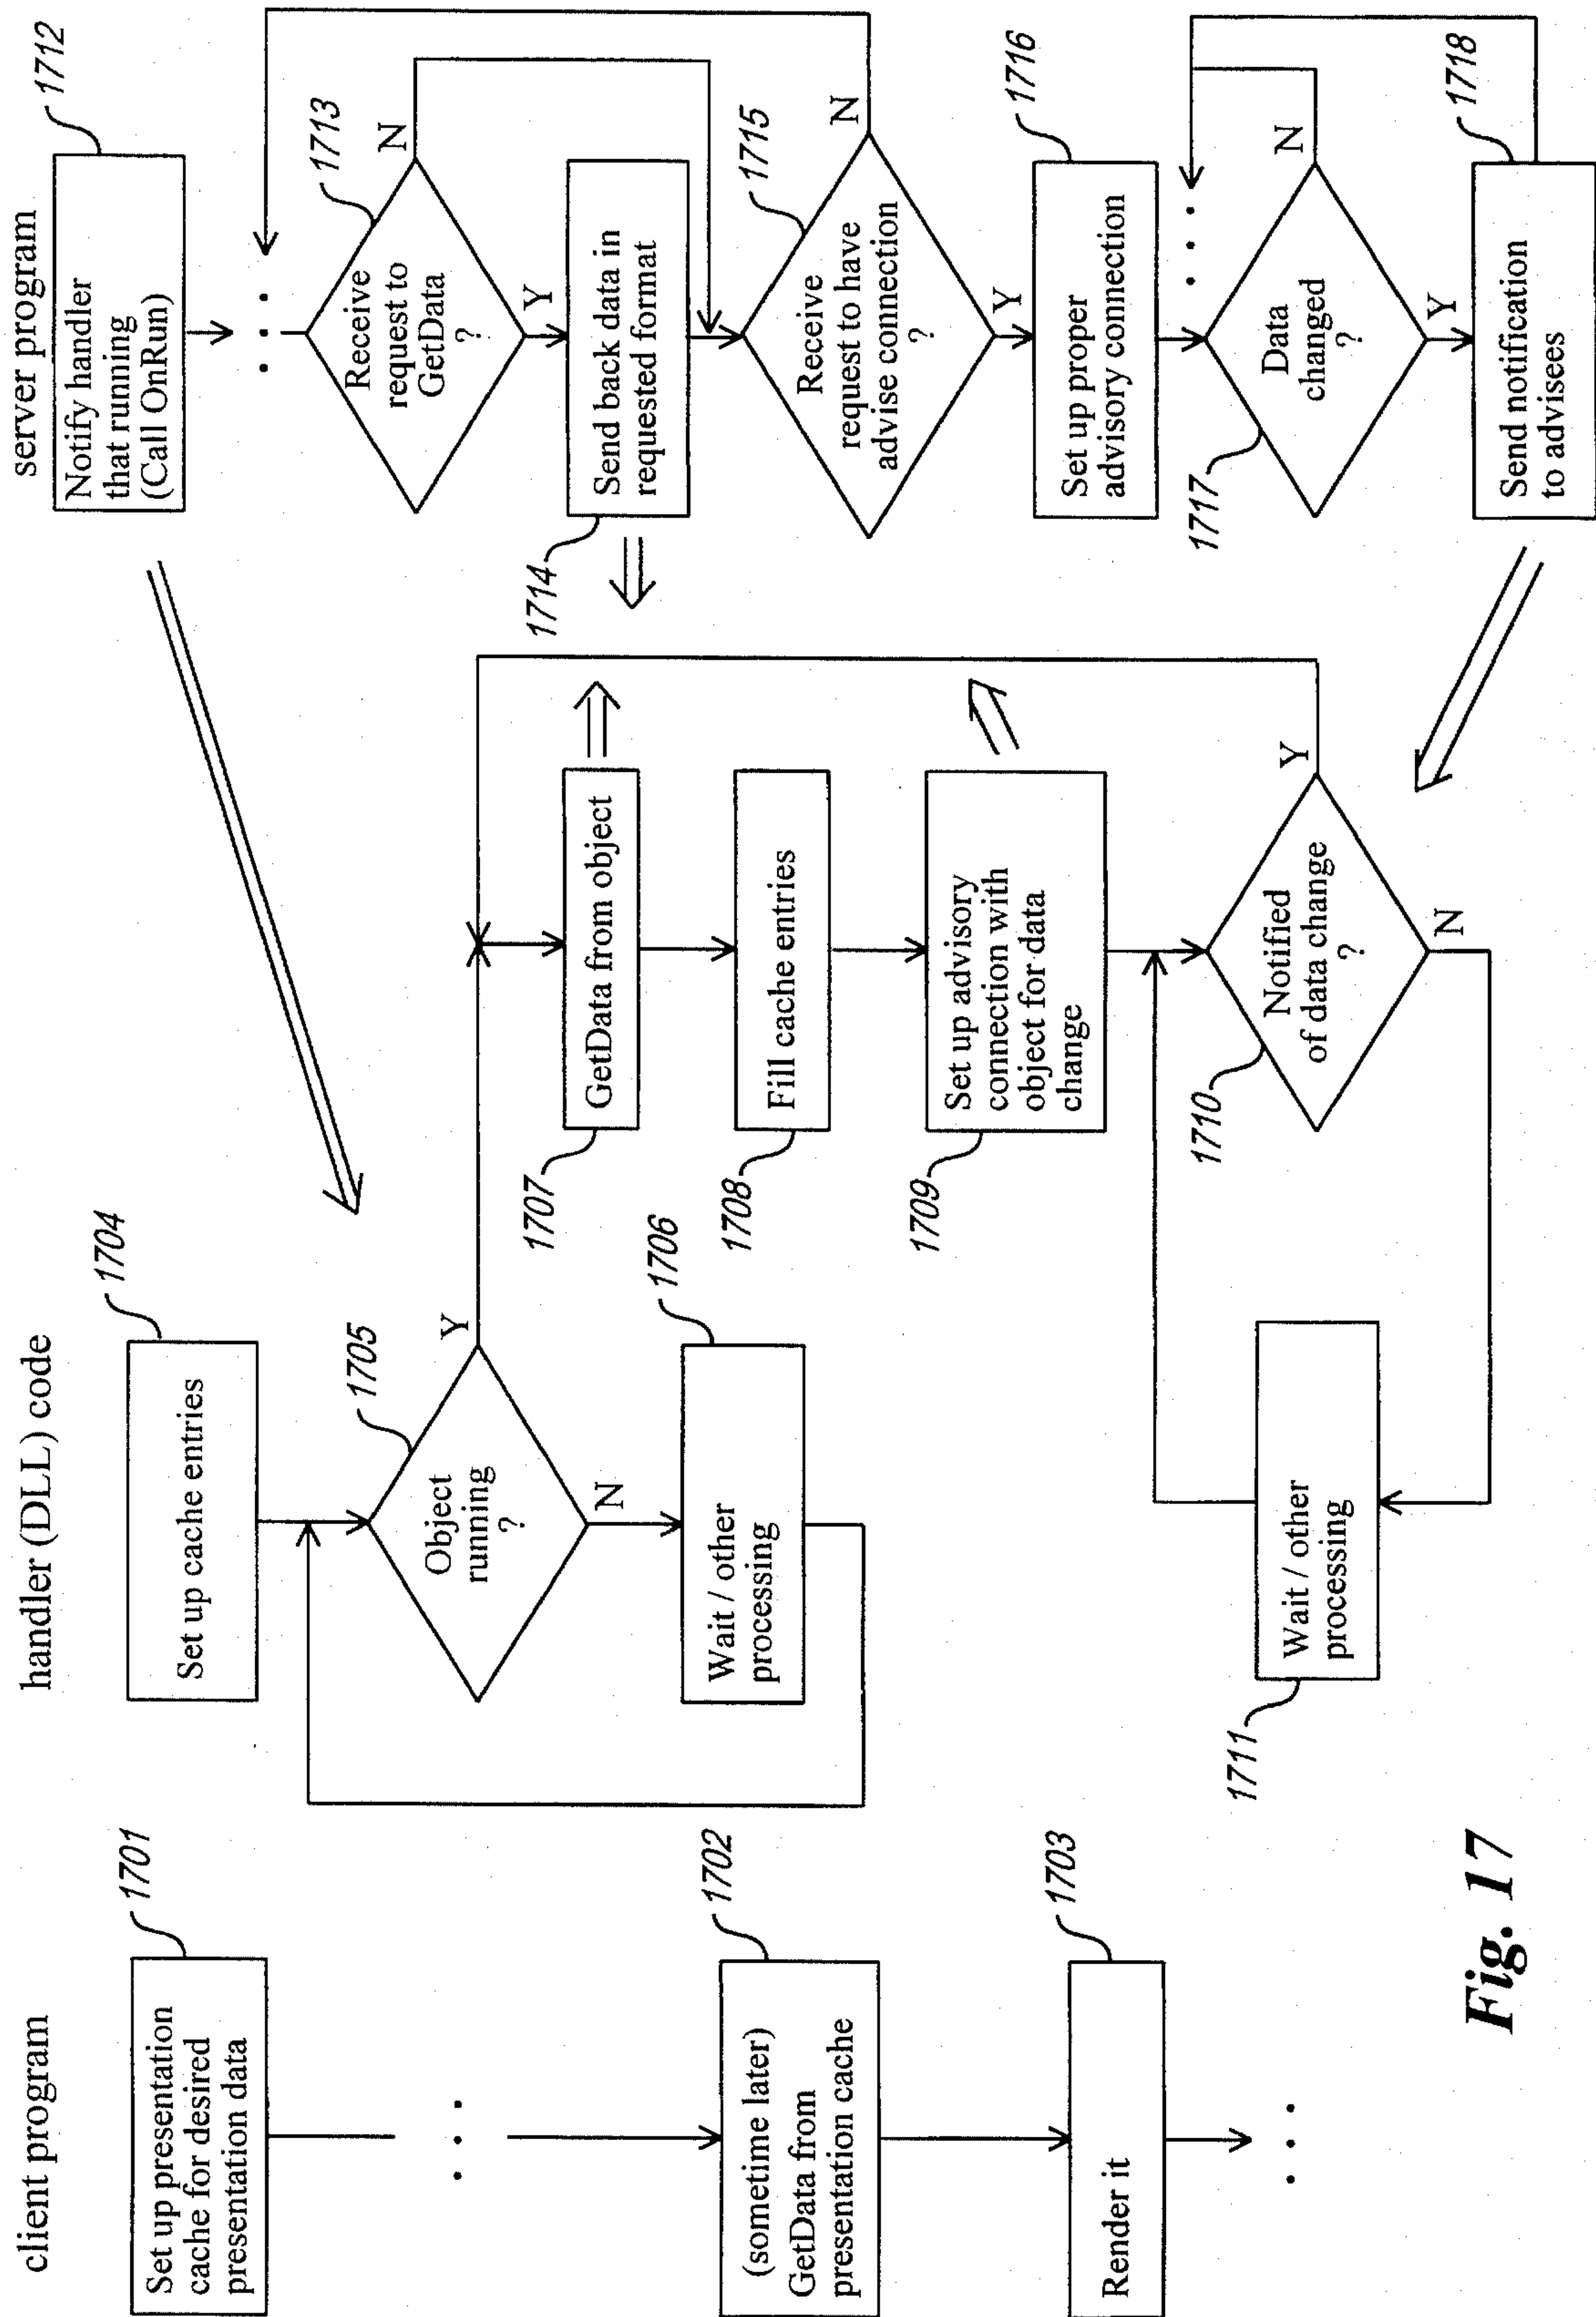 client program
Set up presentation
cache for desired
presentation data
1701
. . .
(sometime later)
GetData from
presentation cache
1702
Render it
1703
. . .
handler (DLL) code
Set up cache entries
1704
Object
running
?
1705
Y
N
Wait / other
processing
1706
GetData from object
1707
Fill cache entries
1708
Set up advisory
connection with
object for data
change
1709
Notified
of data change
?
1710
Y
N
Wait / other
processing
1711
server program
Notify handler
that running
(Call OnRun)
1712
. . .
Receive
request to
GetData
?
1713
N
Y
Send back data in
requested format
1714
Receive
request to have
advise connection
?
1715
N
Y
Set up proper
advisory connection
1716
. . .
Data
changed
?
1717
N
Y
Send notification
to advises
1718
Fig. 17